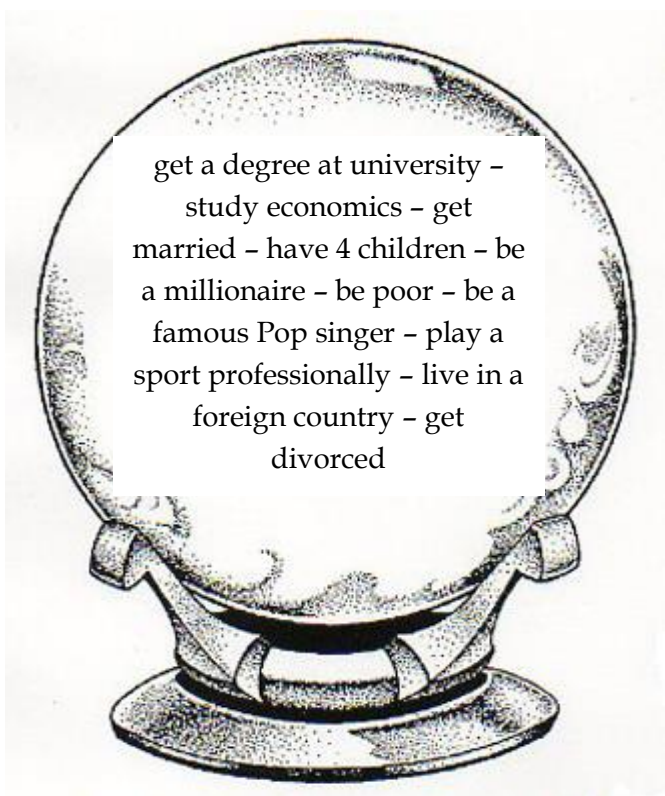 get a degree at university –
study economics – get
married – have 4 children – be
a millionaire – be poor – be a
famous Pop singer – play a
sport professionally – live in a
foreign country – get
divorced